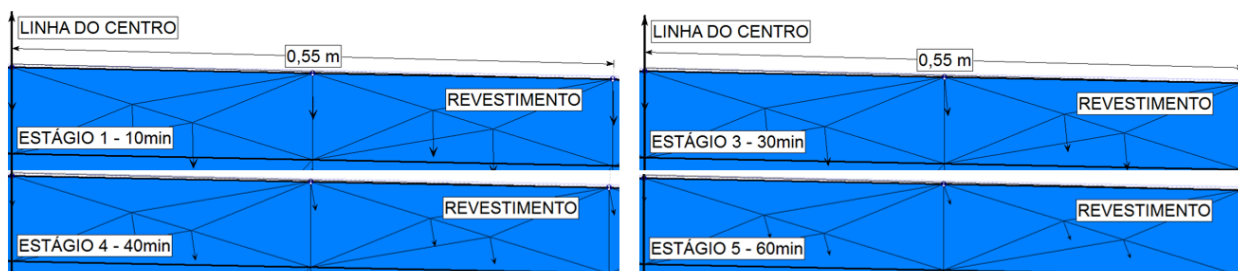 LINHA DO CENTRO
0,55 m
REVESTIMENTO
ESTÁGIO 1 - 10min
LINHA DO CENTRO
0,55 m
REVESTIMENTO
ESTÁGIO 3 - 30min
REVESTIMENTO
ESTÁGIO 4 - 40min
REVESTIMENTO
ESTÁGIO 5 - 60min